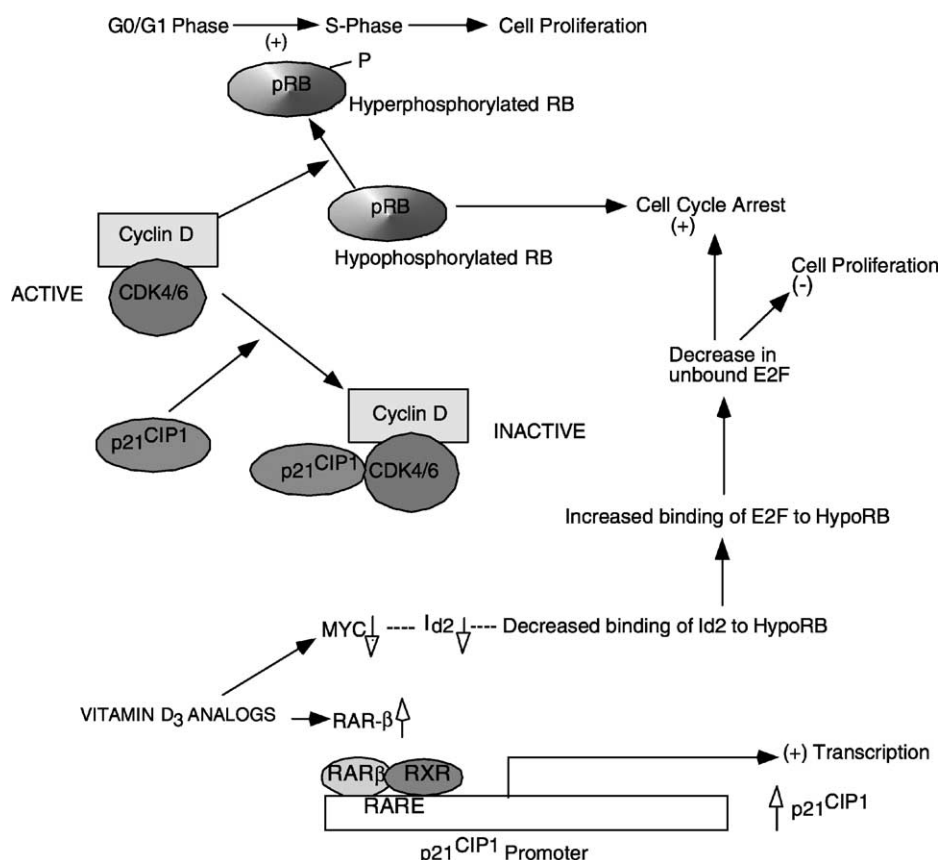 G0/G1 Phase S-Phase Cell Proliferation
(+)
P
pRB
Hyperphosphorylated RB
pRB
Hypophosphorylated RB
Cell Cycle Arrest
(+)
Cyclin D
ACTIVE
CDK4/6
Cell Proliferation
(-)
Decrease in
unbound E2F
p21CIP1
Cyclin D
INACTIVE
p21CIP1
CDK4/6
Increased binding of E2F to HypoRB
MYC ---- Id2 ---- Decreased binding of Id2 to HypoRB
VITAMIN D3 ANALOGS
RAR-β
(+) Transcription
RARβ RXR
RARE
p21CIP1
p21CIP1 Promoter